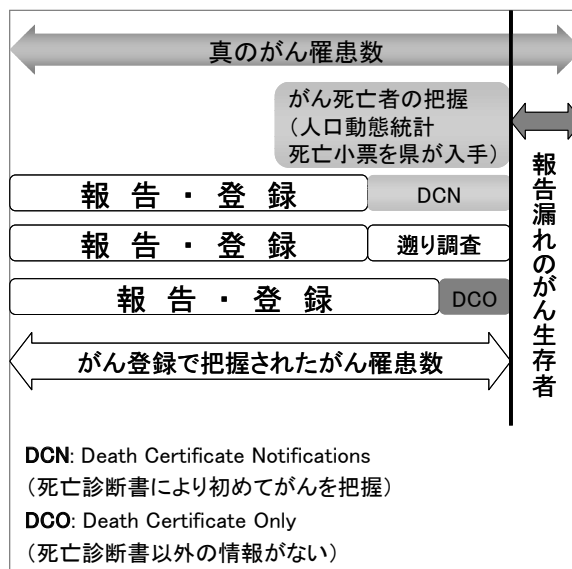 真のがん罹患数
がん死亡者の把握
（人口動態統計
死亡小票を県が入手）
報告漏れのがん生存者
報 告 ・ 登 録
DCN
報 告 ・ 登 録
遡り調査
報 告 ・ 登 録
DCO
がん登録で把握されたがん罹患数
DCN: Death Certificate Notifications
（死亡診断書により初めてがんを把握）
DCO: Death Certificate Only
（死亡診断書以外の情報がない）